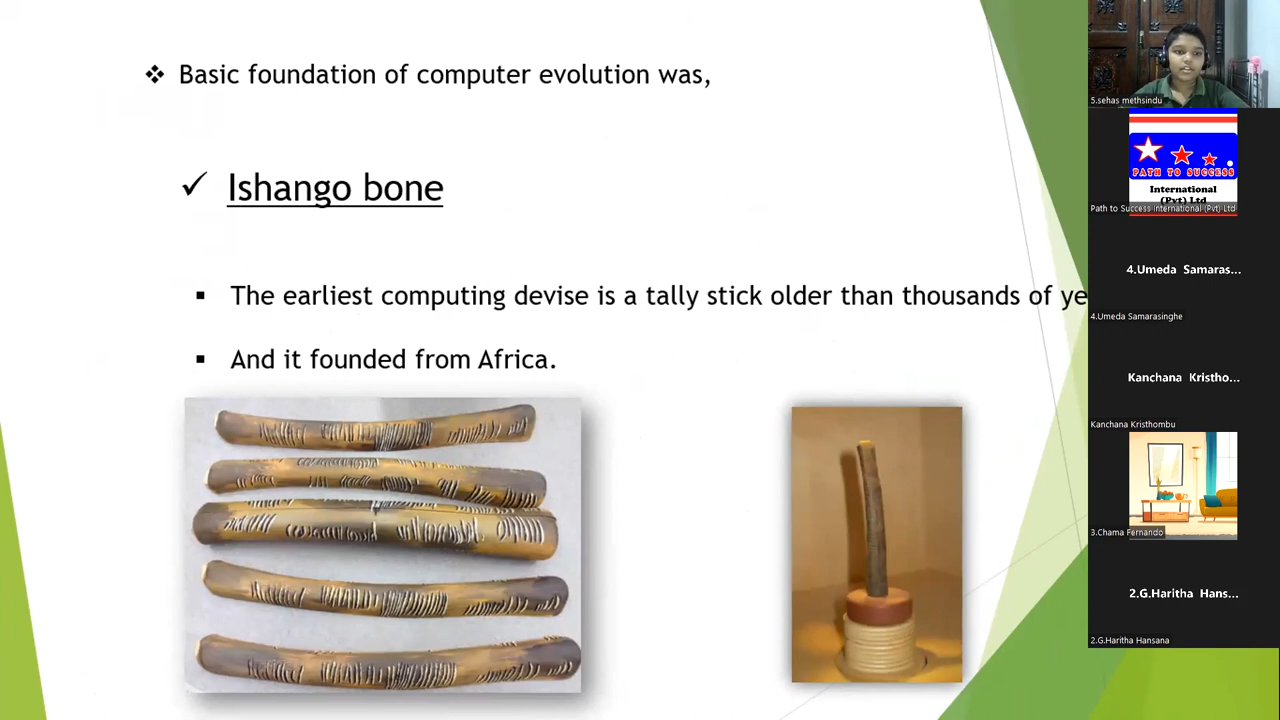 Basic foundation of computer evolution was,
Ishango bone
The earliest computing devise is a tally stick older than thousands of ye
And it founded from Africa.
5.sehas methsindu
PATH TO SUCCESS
International
(Pvt) Ltd
Path to Success International (Pvt) Ltd
4.Umeda Samaras...
4.Umeda Samarasinghe
Kanchana Kristho...
Kanchana Kristhombu
3.Chama Fernando
2.G.Haritha Hans...
2.G.Haritha Hansana